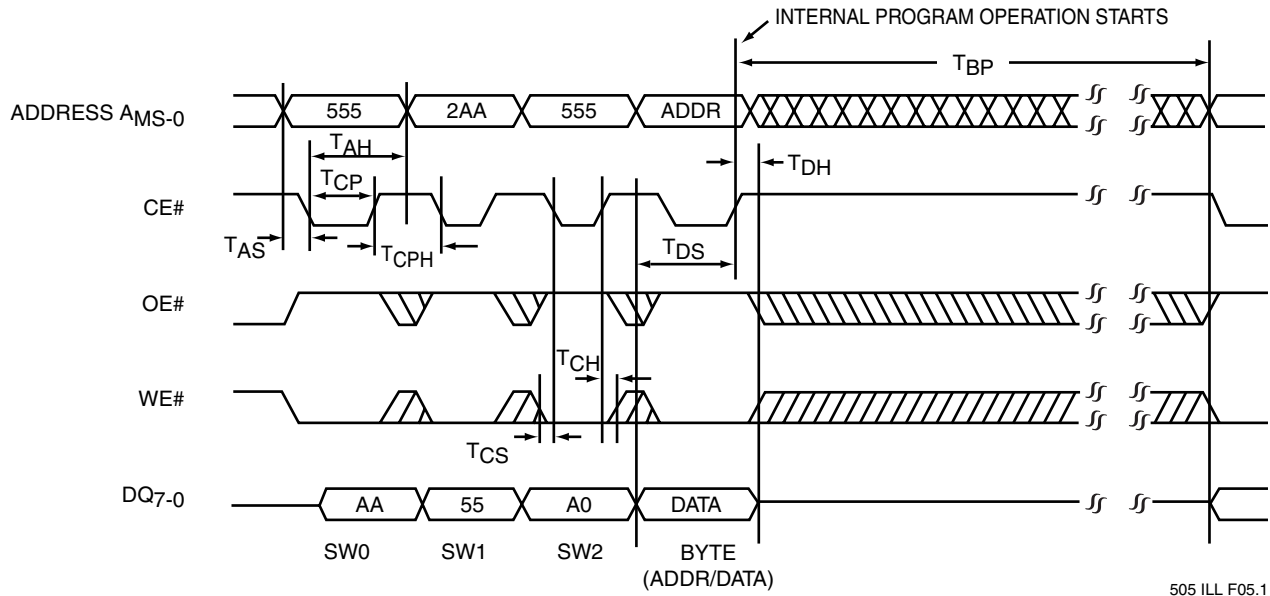 INTERNAL PROGRAM OPERATION STARTS
TBP
ADDRESS AMS-0
555
2AA
555
ADDR
TAH
TDH
TCP
CE#
TAS
TCPH
TDS
OE#
TCH
WE#
TCS
DQ7-0
AA
55
A0
DATA
SW0
SW1
SW2
BYTE
(ADDR/DATA)
505 ILL F05.1